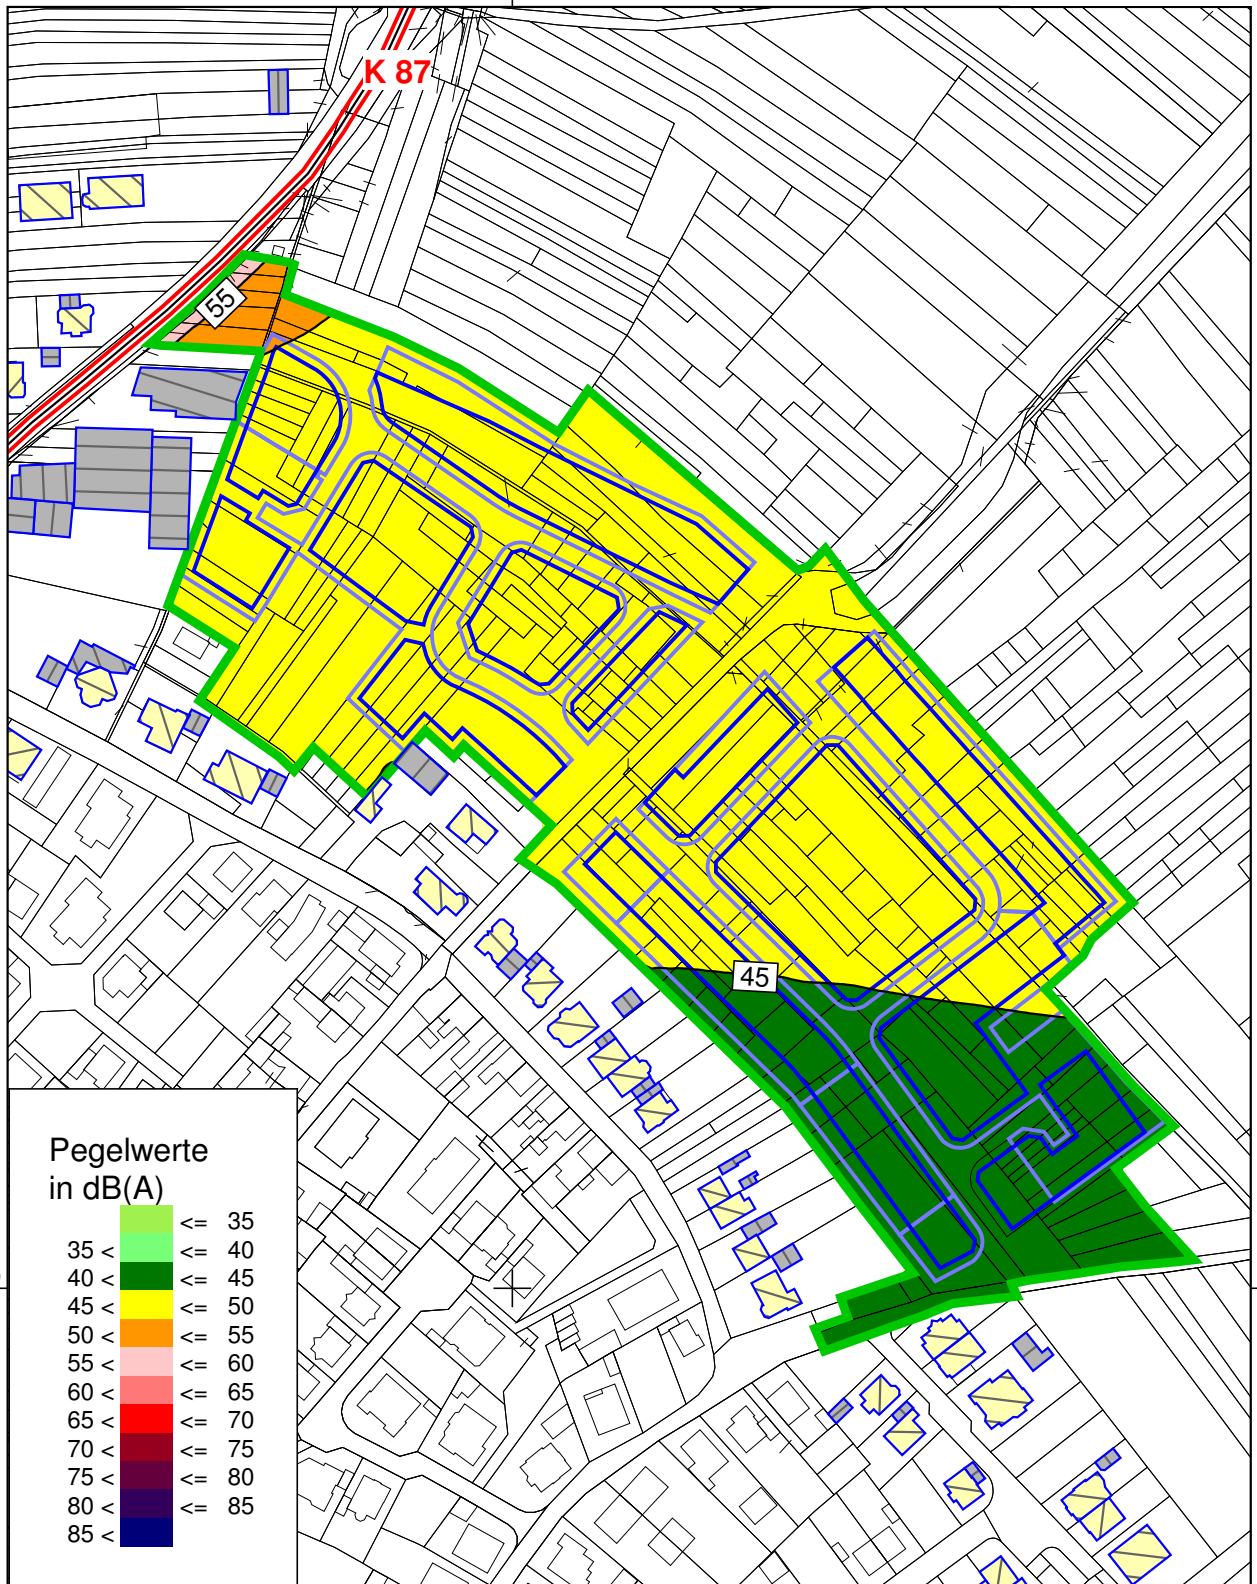 K 87
55
45
Pegelwerte
in dB(A)
<= 35
35 < <= 40
40 < <= 45
45 < <= 50
50 < <= 55
55 < <= 60
60 < <= 65
65 < <= 70
70 < <= 75
75 < <= 80
80 < <= 85
85 <